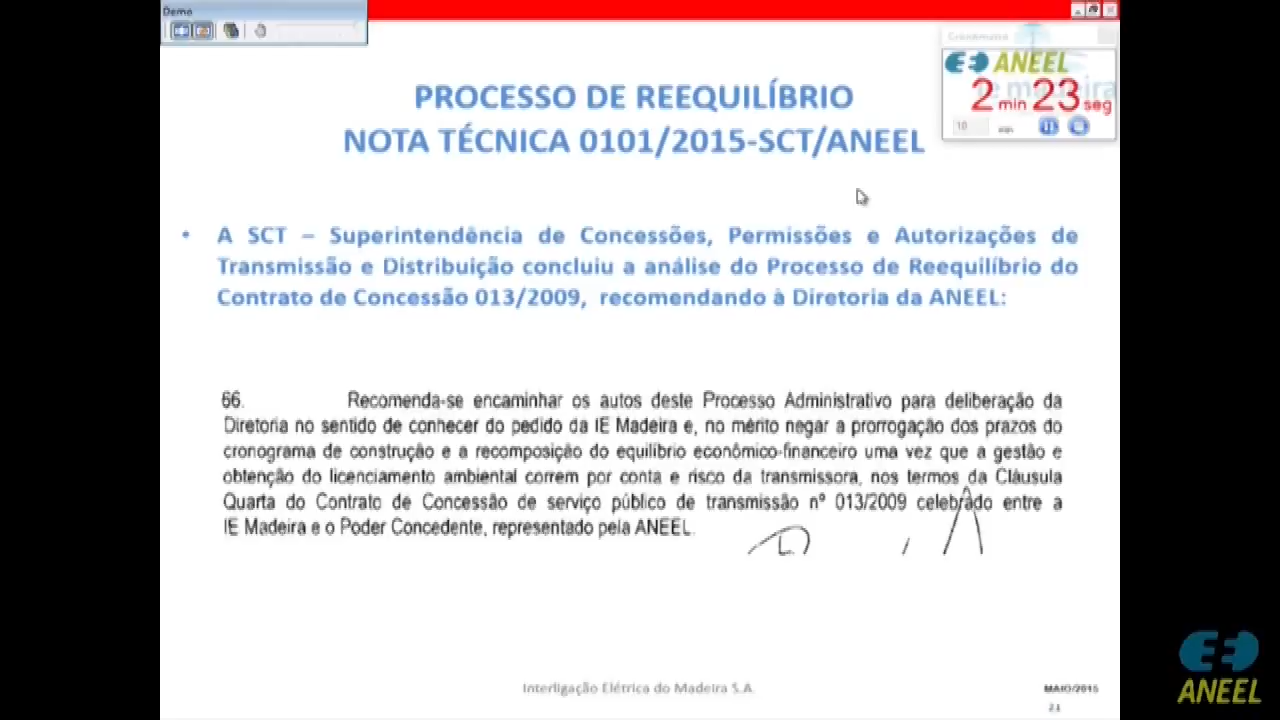 Demo
Cronômetro
ANEEL
2 min 23 seg
10 min
PROCESSO DE REEQUILÍBRIO
NOTA TÉCNICA 0101/2015-SCT/ANEEL
• A SCT – Superintendência de Concessões, Permissões e Autorizações de
Transmissão e Distribuição concluiu a análise do Processo de Reequilíbrio do
Contrato de Concessão 013/2009, recomendando à Diretoria da ANEEL:
66. Recomenda-se encaminhar os autos deste Processo Administrativo para deliberação da
Diretoria no sentido de conhecer do pedido da IE Madeira e, no mérito negar a prorrogação dos prazos do
cronograma de construção e a recomposição do equilíbrio econômico-financeiro uma vez que a gestão e
obtenção do licenciamento ambiental correm por conta e risco da transmissora, nos termos da Cláusula
Quarta do Contrato de Concessão de serviço público de transmissão nº 013/2009 celebrado entre a
IE Madeira e o Poder Concedente, representado pela ANEEL.
Interligação Elétrica do Madeira S.A.
MAIO/2015
21
ANEEL